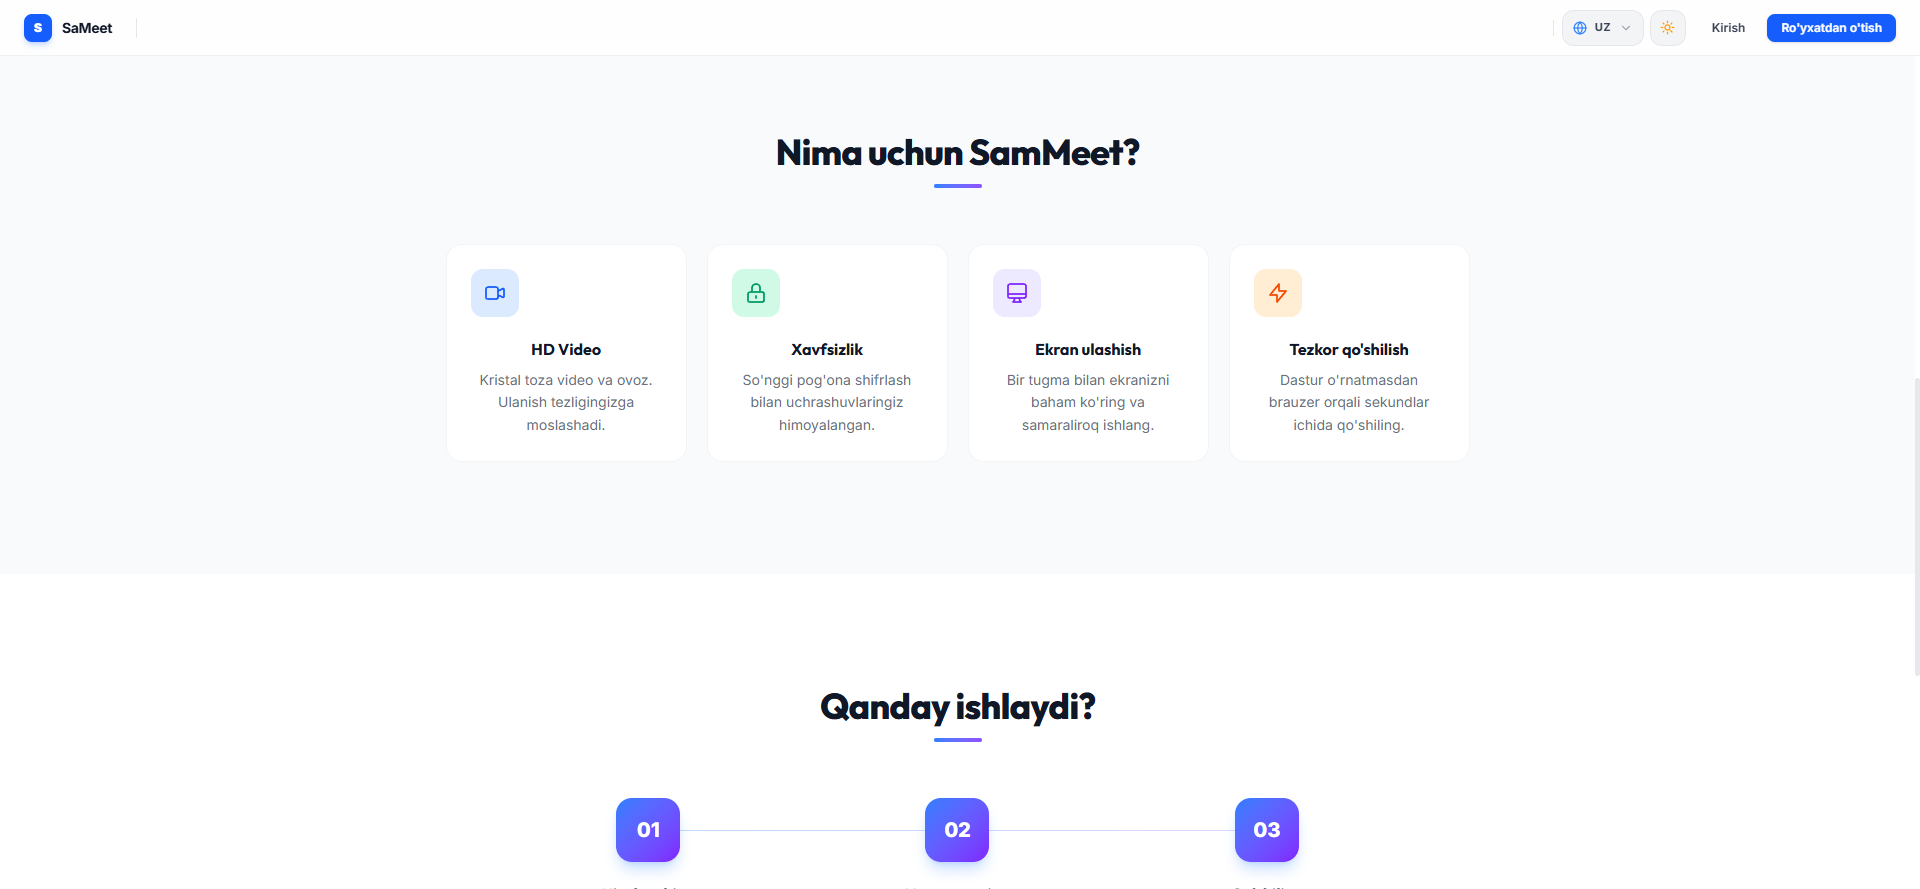 S SaMeet
UZ
Kirish
Ro'yxatdan o'tish
Nima uchun SamMeet?
HD Video
Kristal toza video va ovoz.
Ulanish tezligingizga
moslashadi.
Xavfsizlik
So'nggi pog'ona shifrlash
bilan uchrashuvlaringiz
himoyalangan.
Ekran ulashish
Bir tugma bilan ekranizni
baham ko'ring va
samaraliroq ishlang.
Tezkor qo'shilish
Dastur o'rnatmasdan
brauzer orqali sekundlar
ichida qo'shiling.
Qanday ishlaydi?
01
02
03